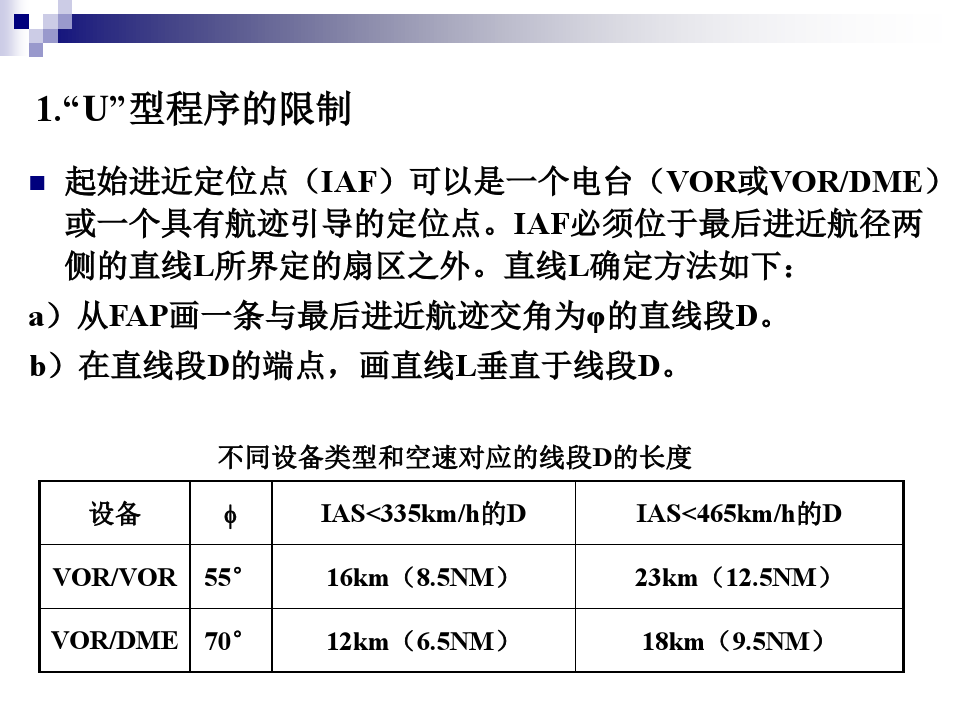 1.“U”型程序的限制
起始进近定位点（IAF）可以是一个电台（VOR或VOR/DME）
或一个具有航迹引导的定位点。IAF必须位于最后进近航径两
侧的直线L所界定的扇区之外。直线L确定方法如下：
a）从FAP画一条与最后进近航迹交角为φ的直线段D。
b）在直线段D的端点，画直线L垂直于线段D。
不同设备类型和空速对应的线段D的长度
设备 ϕ IAS<335km/h的D IAS<465km/h的D
VOR/VOR 55° 16km（8.5NM） 23km（12.5NM）
VOR/DME 70° 12km（6.5NM） 18km（9.5NM）